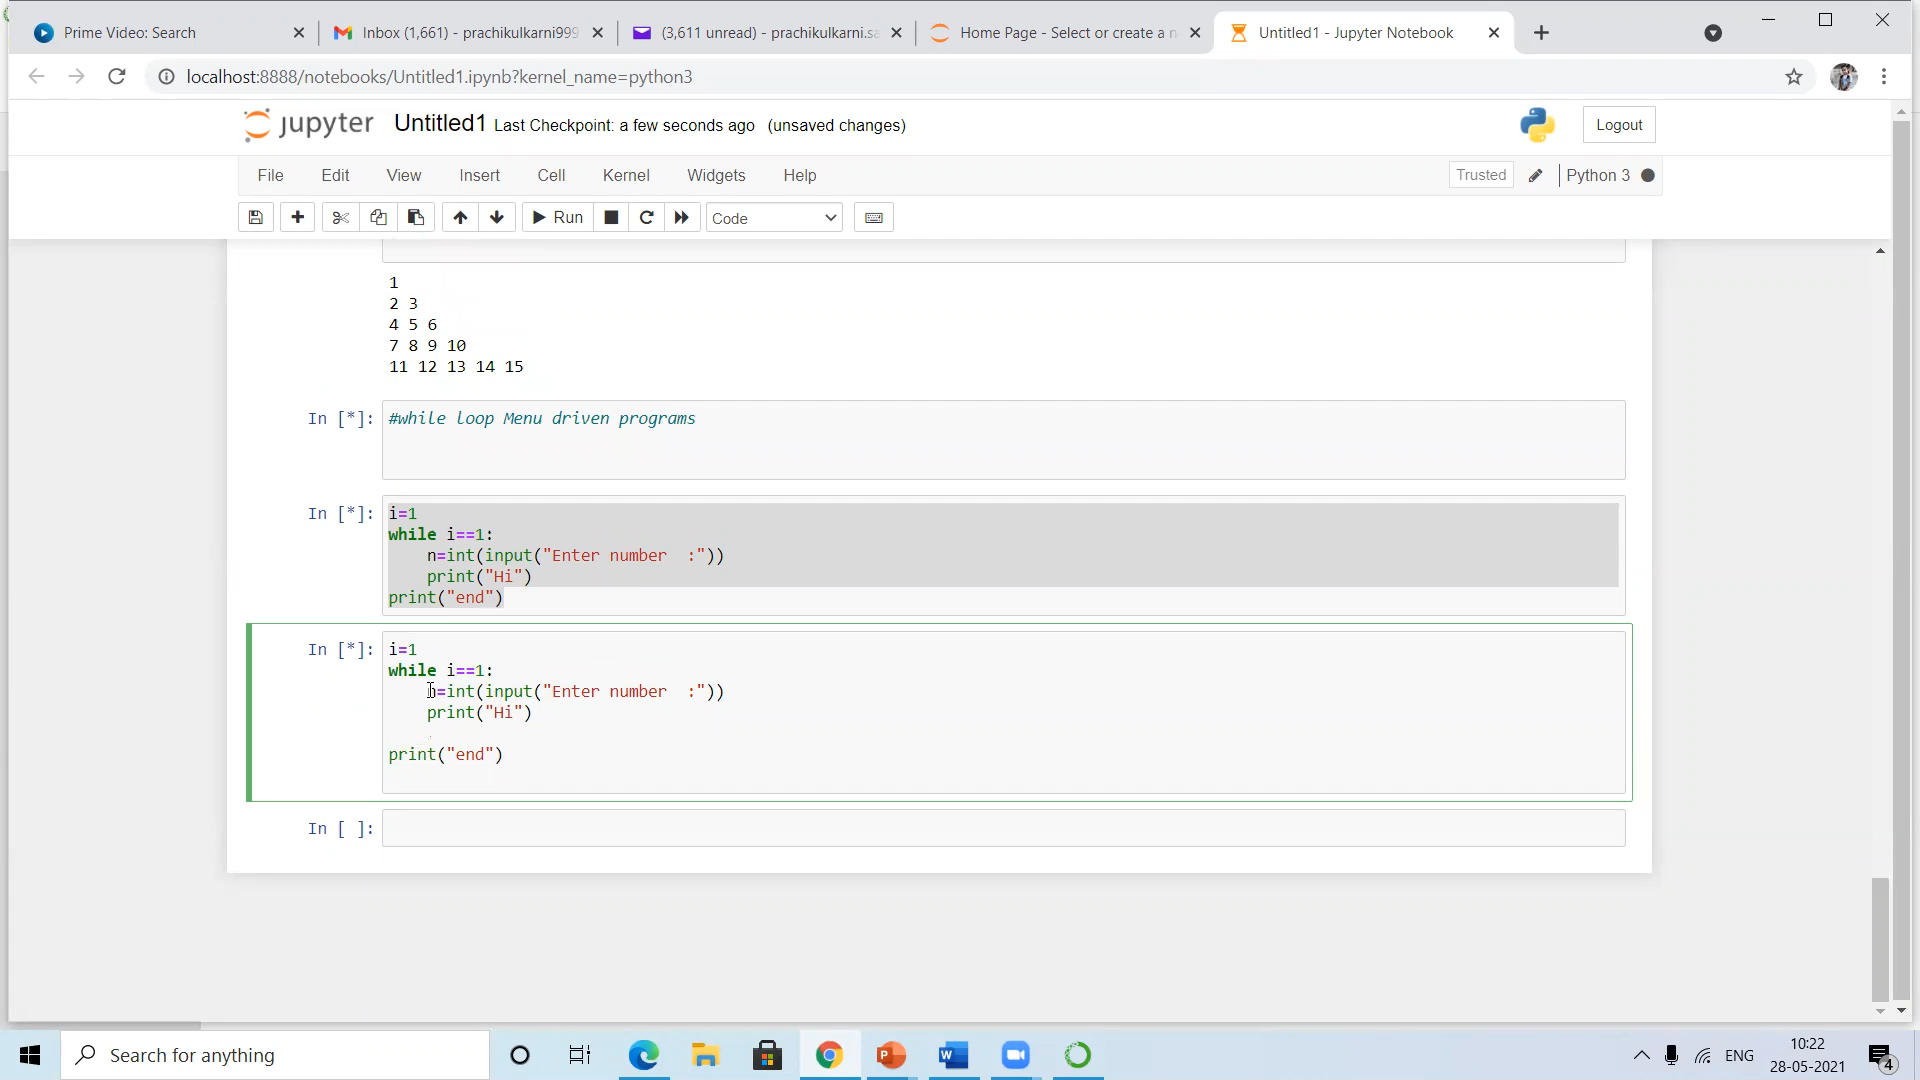 Prime Video: Search
Inbox (1,661) - prachikulkarni999
(3,611 unread) - prachikulkarni.sa
Home Page - Select or create a n
Untitled1 - Jupyter Notebook
localhost:8888/notebooks/Untitled1.ipynb?kernel_name=python3
jupyter Untitled1 Last Checkpoint: a few seconds ago (unsaved changes)
Logout
File Edit View Insert Cell Kernel Widgets Help
Trusted Python 3
Run Code
1
2 3
4 5 6
7 8 9 10
11 12 13 14 15
In [*]: #while loop Menu driven programs
In [*]: i=1
while i==1:
n=int(input("Enter number  :"))
print("Hi")
print("end")
In [*]: i=1
while i==1:
n=int(input("Enter number  :"))
print("Hi")
print("end")
In [ ]:
Search for anything
ENG
10:22
28-05-2021
4